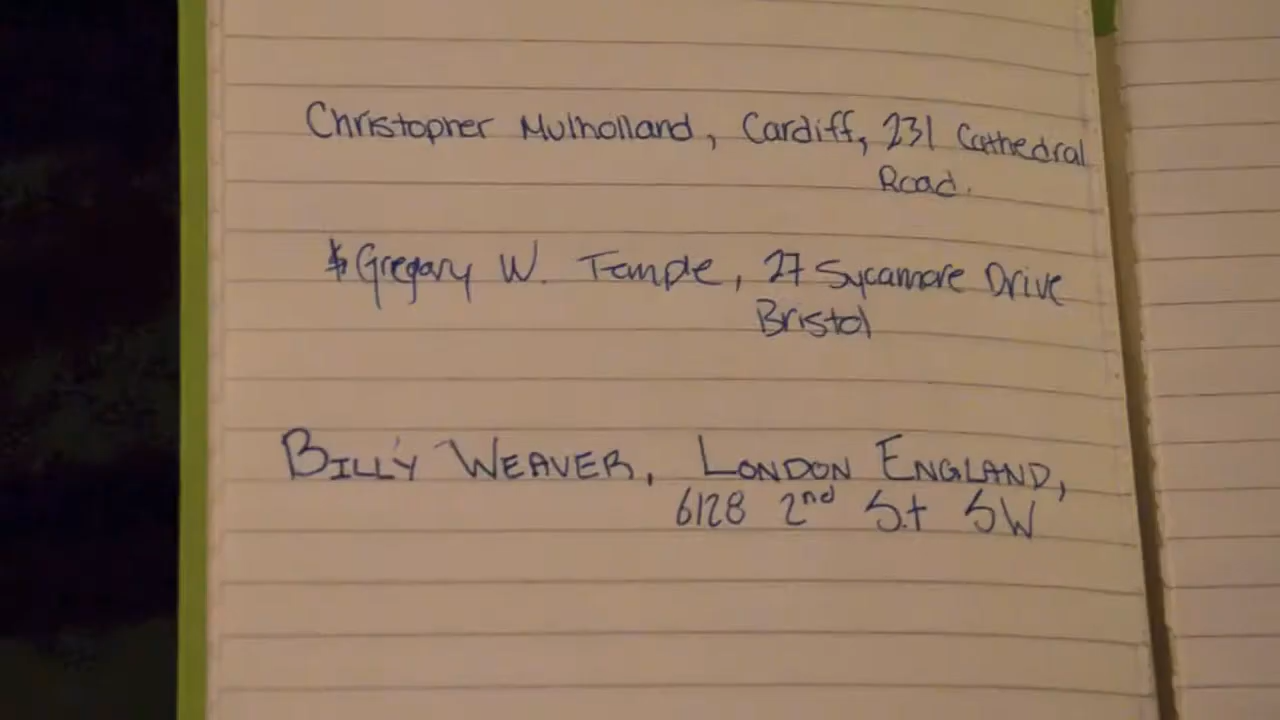 Christopher Mulholland, Cardiff, 231 Cathedral
Road.
Gregory W. Temple, 27 Sycamore Drive
Bristol
BILLY WEAVER, LONDON ENGLAND,
6128 2nd St SW